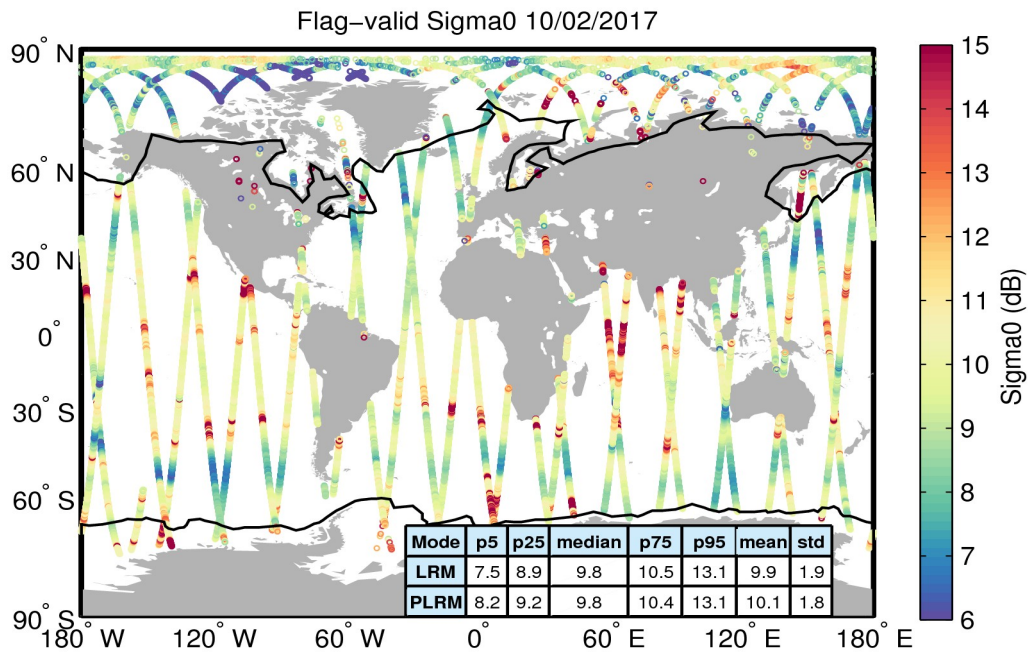 Flag−valid Sigma0 10/02/2017
90° N
60° N
30° N
0°
30° S
60° S
90° S
180° W
120° W
60° W
0°
60° E
120° E
180° E
Mode p5 p25 median p75 p95 mean std
LRM 7.5 8.9 9.8 10.5 13.1 9.9 1.9
PLRM 8.2 9.2 9.8 10.4 13.1 10.1 1.8
15
14
13
12
11
10
9
8
7
6
Sigma0 (dB)